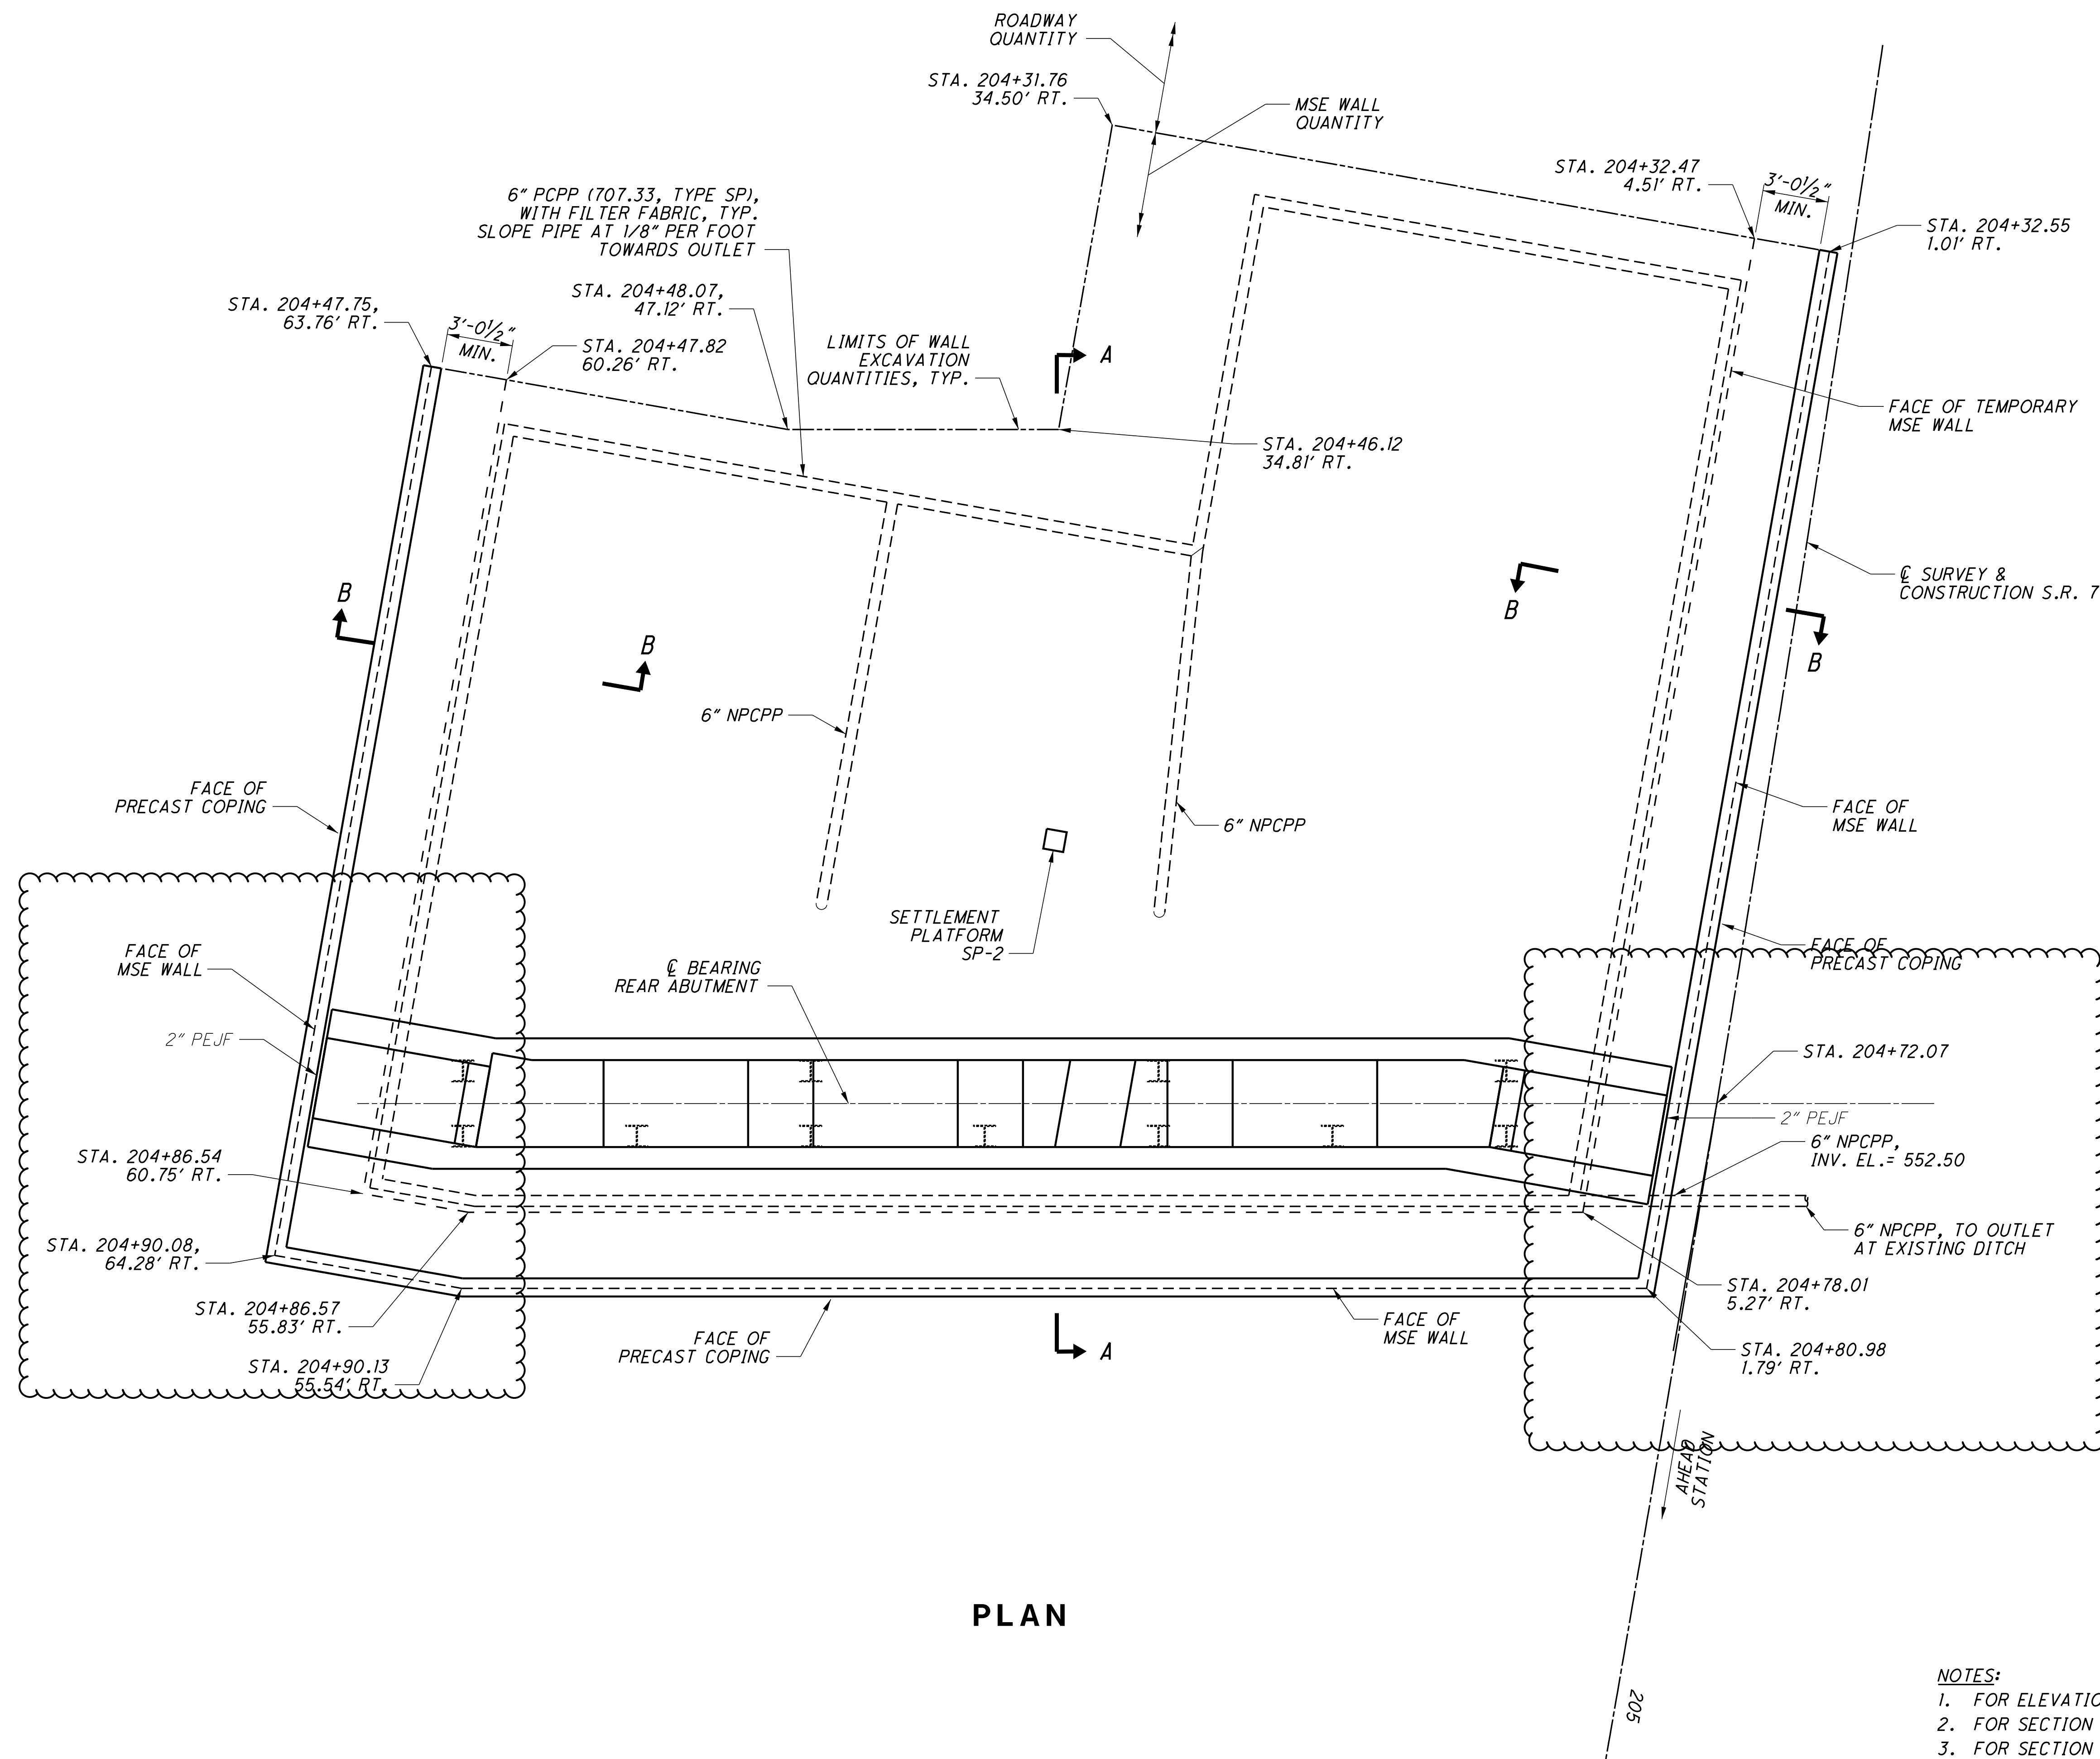 ROADWAY
QUANTITY
STA. 204+31.76
34.50' RT.
MSE WALL
QUANTITY
STA. 204+32.47
4.51' RT.
3'-0½"
MIN.
STA. 204+32.55
1.01' RT.
6" PCPP (707.33, TYPE SP),
WITH FILTER FABRIC, TYP.
SLOPE PIPE AT 1/8" PER FOOT
TOWARDS OUTLET
STA. 204+47.75,
63.76' RT.
3'-0½"
MIN.
STA. 204+48.07,
47.12' RT.
STA. 204+47.82
60.26' RT.
LIMITS OF WALL
EXCAVATION
QUANTITIES, TYP.
A
FACE OF TEMPORARY
MSE WALL
STA. 204+46.12
34.81' RT.
℄ SURVEY &
CONSTRUCTION S.R. 7
B
B
B
B
6" NPCPP
FACE OF
PRECAST COPING
6" NPCPP
FACE OF
MSE WALL
SETTLEMENT
PLATFORM
SP-2
FACE OF
MSE WALL
℄ BEARING
REAR ABUTMENT
FACE OF
PRECAST COPING
2" PEJF
STA. 204+72.07
2" PEJF
6" NPCPP,
INV. EL.= 552.50
STA. 204+86.54
60.75' RT.
6" NPCPP, TO OUTLET
AT EXISTING DITCH
STA. 204+90.08,
64.28' RT.
STA. 204+78.01
5.27' RT.
STA. 204+86.57
55.83' RT.
FACE OF
PRECAST COPING
FACE OF
MSE WALL
A
STA. 204+80.98
1.79' RT.
STA. 204+90.13
55.54' RT.
AHEAD
STATION
PLAN
205
NOTES:
1. FOR ELEVATIO
2. FOR SECTION
3. FOR SECTION